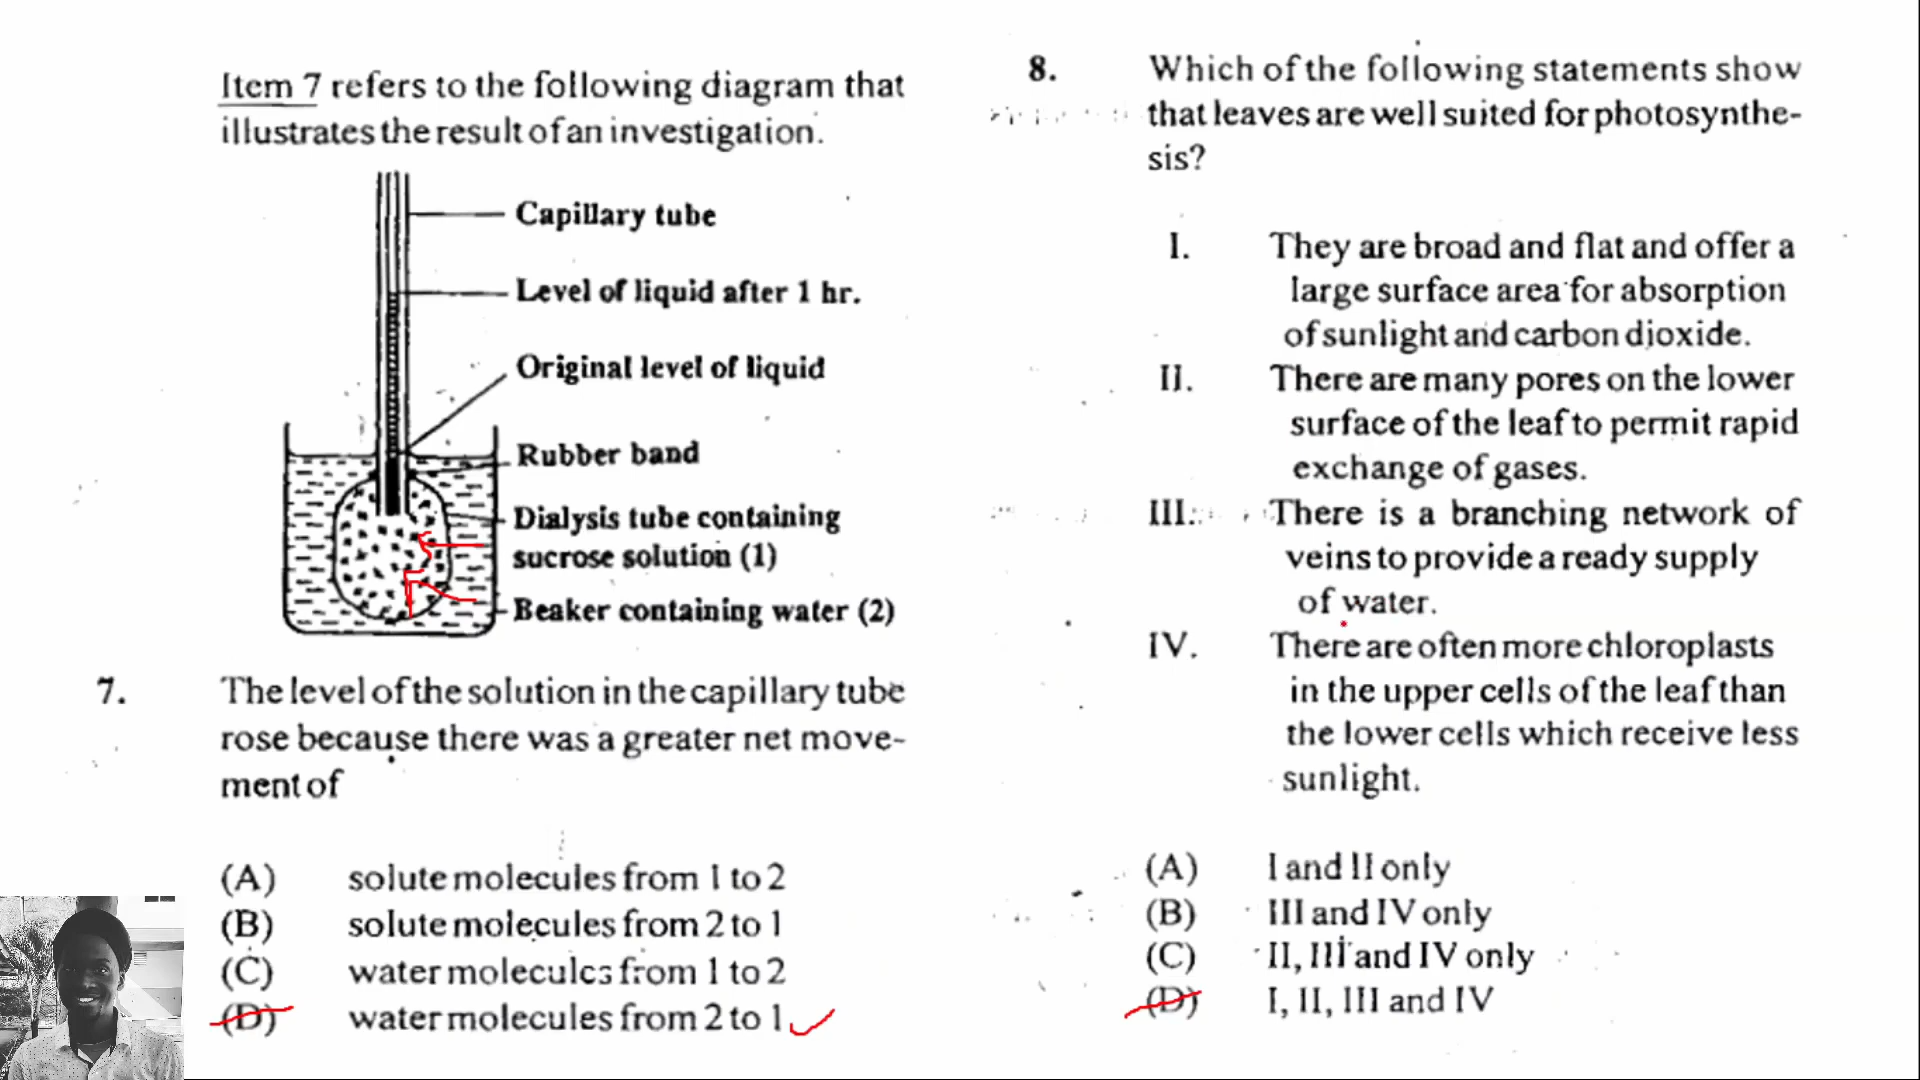 Item 7 refers to the following diagram that
illustrates the result of an investigation.
Capillary tube
Level of liquid after 1 hr.
Original level of liquid
Rubber band
Dialysis tube containing
sucrose solution (1)
Beaker containing water (2)
7. The level of the solution in the capillary tube
rose because there was a greater net move-
ment of
(A) solute molecules from 1 to 2
(B) solute molecules from 2 to 1
(C) water molecules from 1 to 2
(D) water molecules from 2 to 1
8. Which of the following statements show
that leaves are well suited for photosynthe-
sis?
I. They are broad and flat and offer a
large surface area for absorption
of sunlight and carbon dioxide.
II. There are many pores on the lower
surface of the leaf to permit rapid
exchange of gases.
III. There is a branching network of
veins to provide a ready supply
of water.
IV. There are often more chloroplasts
in the upper cells of the leaf than
the lower cells which receive less
sunlight.
(A) I and II only
(B) III and IV only
(C) II, III and IV only
(D) I, II, III and IV